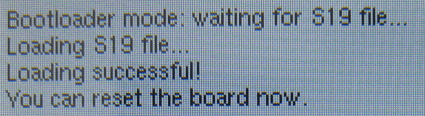 Bootloader mode: waiting for S19 file...
Loading S19 file...
Loading successful!
You can reset the board now.